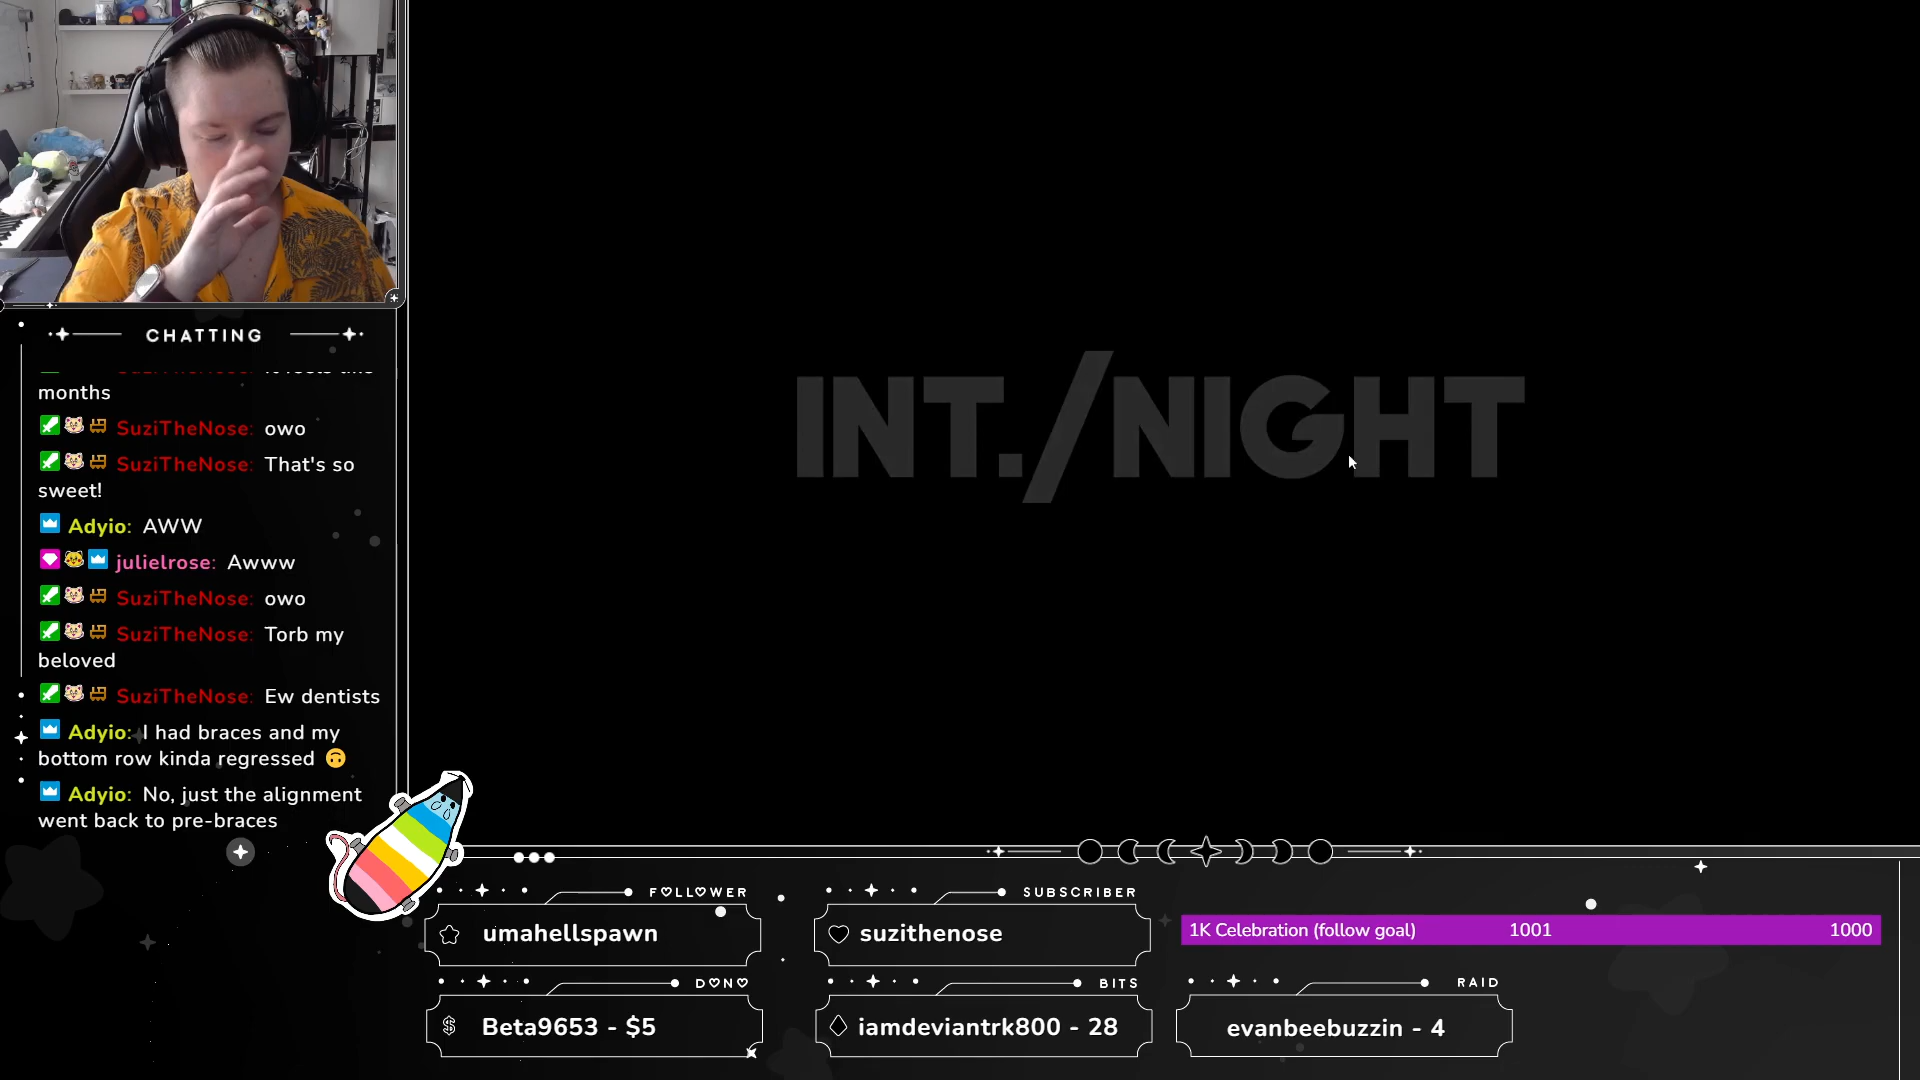 CHATTING
months
SuziTheNose: owo
SuziTheNose: That's so
sweet!
Adyio: AWW
julielrose: Awww
SuziTheNose: owo
SuziTheNose: Torb my
beloved
SuziTheNose: Ew dentists
Adyio: I had braces and my
bottom row kinda regressed 🙃
Adyio: No, just the alignment
went back to pre-braces
INT./NIGHT
FOLLOWER
umahellspawn
SUBSCRIBER
suzithenose
1K Celebration (follow goal) 1001 1000
DONO
Beta9653 - $5
BITS
iamdeviantrk800 - 28
RAID
evanbeebuzzin - 4